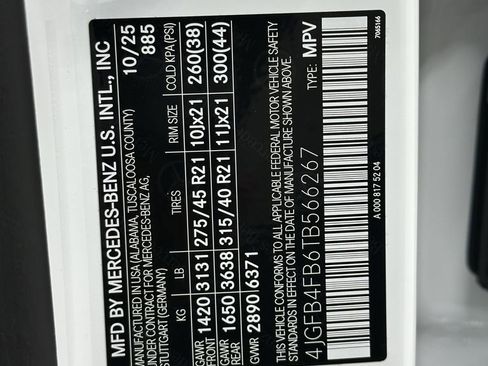 MFD BY MERCEDES-BENZ U.S. INTL., INC
MANUFACTURED IN USA (ALABAMA, TUSCALOOSA COUNTY)
UNDER CONTRACT FOR MERCEDES-BENZ AG,
STUTTGART (GERMANY)
10/25
885
KG LB TIRES RIM SIZE COLD KPA(PSI)
GAWR FRONT 1420 3131 275/45 R21 10Jx21 260(38)
GAWR REAR 1650 3638 315/40 R21 11Jx21 300(44)
GVWR 2890 6371
THIS VEHICLE CONFORMS TO ALL APPLICABLE FEDERAL MOTOR VEHICLE SAFETY
STANDARDS IN EFFECT ON THE DATE OF MANUFACTURE SHOWN ABOVE.
4JGFB4FB6TB566267 TYPE: MPV
A 000 817 52 04
7065166